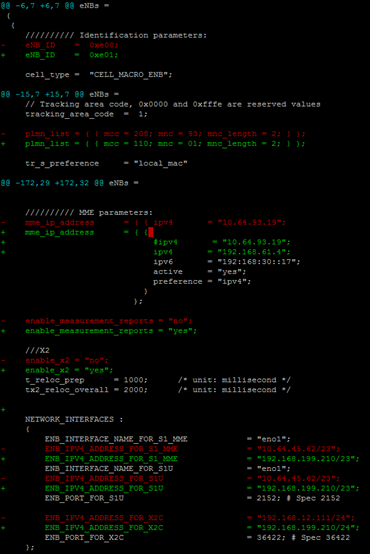 @@ -6,7 +6,7 @@ eNBs =
(
{
////////// Identification parameters:
- eNB_ID = 0xe00;
+ eNB_ID = 0xe01;
cell_type = "CELL_MACRO_ENB";
@@ -15,7 +15,7 @@ eNBs =
// Tracking area code, 0x0000 and 0xfffe are reserved values
tracking_area_code = 1;
- plmn_list = ( { mcc = 208; mnc = 93; mnc_length = 2; } );
+ plmn_list = ( { mcc = 110; mnc = 01; mnc_length = 2; } );
tr_s_preference = "local_mac"
@@ -172,29 +172,32 @@ eNBs =
////////// MME parameters:
- mme_ip_address = ( { ipv4 = "10.64.93.19";
+ mme_ip_address = ( {
+ #ipv4 = "10.64.93.19";
+ ipv4 = "192.168.61.4";
ipv6 = "192:168:30::17";
active = "yes";
preference = "ipv4";
}
);
- enable_measurement_reports = "no";
+ enable_measurement_reports = "yes";
///X2
- enable_x2 = "no";
+ enable_x2 = "yes";
t_reloc_prep = 1000; /* unit: millisecond */
tx2_reloc_overall = 2000; /* unit: millisecond */
+
NETWORK_INTERFACES :
{
ENB_INTERFACE_NAME_FOR_S1_MME = "eno1";
- ENB_IPV4_ADDRESS_FOR_S1_MME = "10.64.45.62/23";
+ ENB_IPV4_ADDRESS_FOR_S1_MME = "192.168.199.210/23";
ENB_INTERFACE_NAME_FOR_S1U = "eno1";
- ENB_IPV4_ADDRESS_FOR_S1U = "10.64.45.62/23";
+ ENB_IPV4_ADDRESS_FOR_S1U = "192.168.199.210/23";
ENB_PORT_FOR_S1U = 2152; # Spec 2152
- ENB_IPV4_ADDRESS_FOR_X2C = "192.168.12.111/24";
+ ENB_IPV4_ADDRESS_FOR_X2C = "192.168.199.210/24";
ENB_PORT_FOR_X2C = 36422; # Spec 36422
};